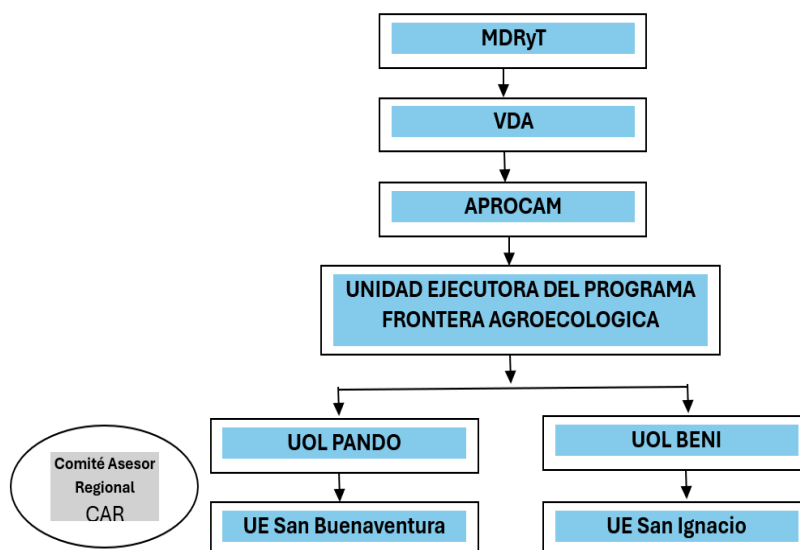 MDRyT
VDA
APROCAM
UNIDAD EJECUTORA DEL PROGRAMA
FRONTERA AGROECOLOGICA
UOL PANDO
UOL BENI
Comité Asesor
Regional
CAR
UE San Buenaventura
UE San Ignacio